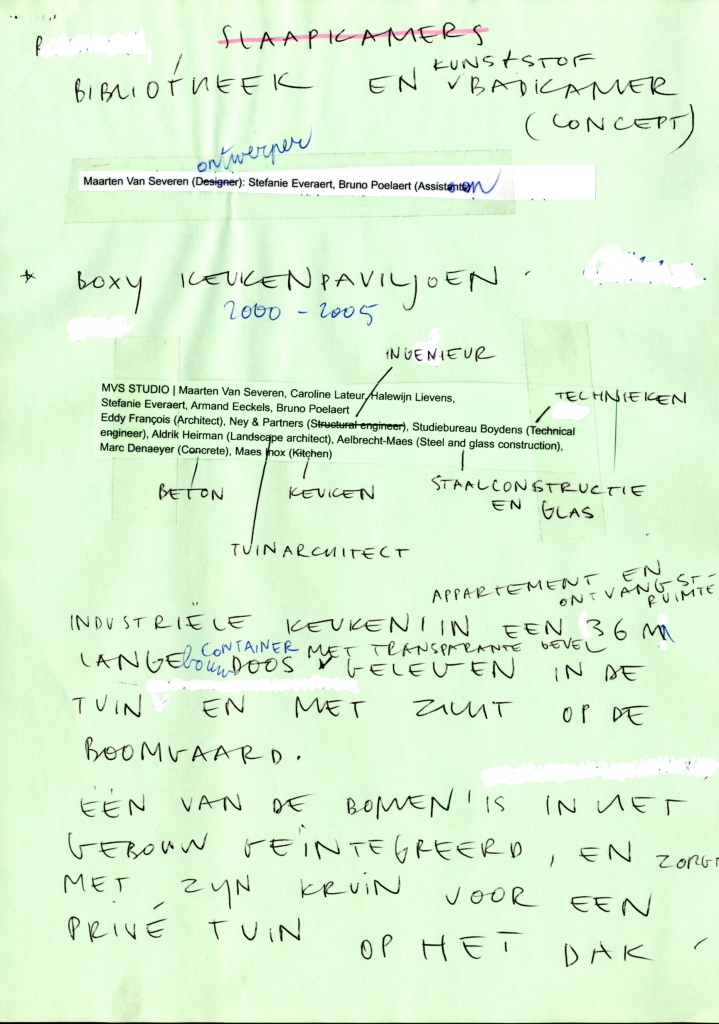 SLAAPKAMERS
KUNSTSTOF
BIBLIOTHEEK EN BADKAMER
(CONCEPT)
ontwerper
Maarten Van Severen (Designer): Stefanie Everaert, Bruno Poelaert (Assistants)
* BOXY KEUKENPAVILJOEN
2000 - 2005
INGENIEUR
TECHNIEKEN
MVS STUDIO | Maarten Van Severen, Caroline Lateur, Halewijn Lievens,
Stefanie Everaert, Armand Eeckels, Bruno Poelaert
Eddy François (Architect), Ney & Partners (Structural engineer), Studiebureau Boydens (Technical
engineer), Aldrik Heirman (Landscape architect), Aelbrecht-Maes (Steel and glass construction),
Marc Denaeyer (Concrete), Maes Inox (Kitchen)
BETON KEUKEN STAALCONSTRUCTIE
EN GLAS
TUINARCHITECT
APPARTEMENT EN
ONTVANGST-
RUIMTE
INDUSTRIËLE KEUKEN IN EEN 36 M
CONTAINER MET TRANSPARANTE GEVEL
LANGE bouw DOOS GELEGEN IN DE
TUIN EN MET ZICHT OP DE
BOOMGAARD.
ÉÉN VAN DE BOMEN IS IN HET
GEBOUW GEÏNTEGREERD, EN ZORGT
MET ZIJN KRUIN VOOR EEN
PRIVÉ TUIN OP HET DAK